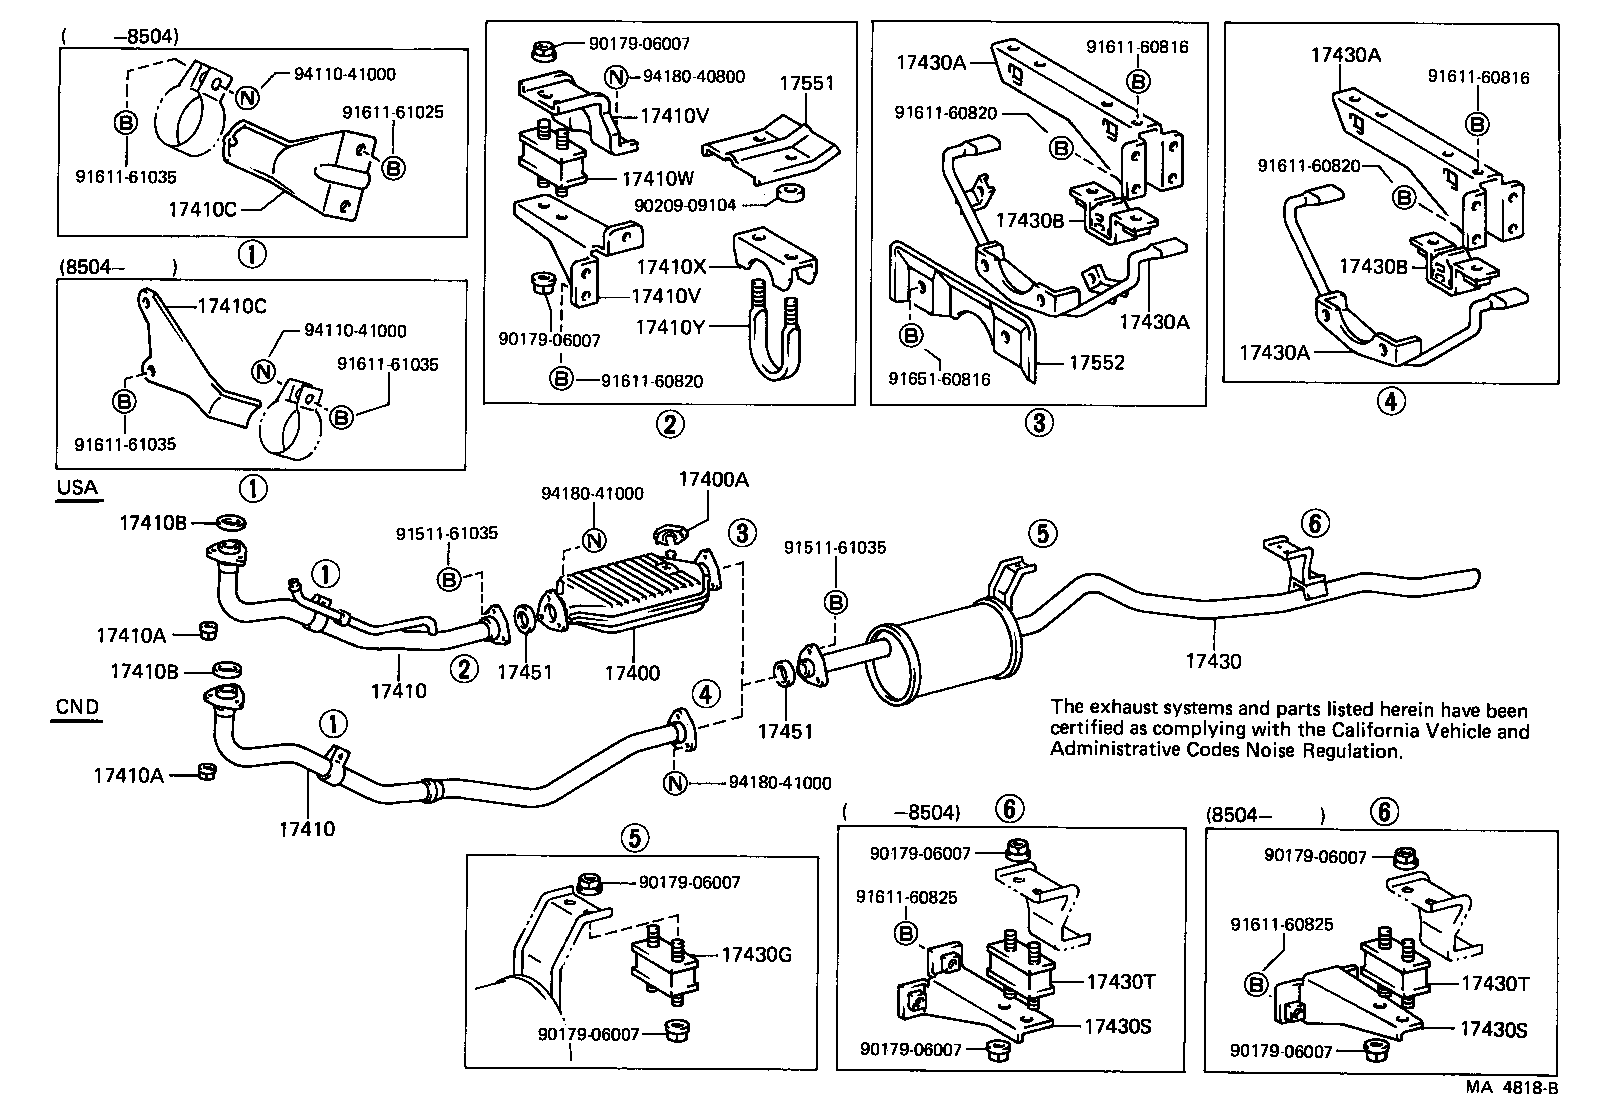 ( -8504)
94110-41000
N
91611-61025
B
B
91611-61035
17410C
1
(8504- )
17410C
94110-41000
N
91611-61035
B
B
91611-61035
1
90179-06007
N
94180-40800
17551
17410V
17410W
90209-09104
17410X
17410V
17410Y
90179-06007
B
91611-60820
2
17430A
91611-60816
B
91611-60820
B
17430B
17430A
B
17552
91651-60816
3
17430A
91611-60816
B
91611-60820
B
17430B
17430A
4
USA
17410B
91511-61035
B
94180-41000
N
17400A
3
1
17410A
17410
2
17451
17400
91511-61035
B
5
6
17430
17451
CND
17410B
1
4
17410A
17410
N
94180-41000
The exhaust systems and parts listed herein have been
certified as complying with the California Vehicle and
Administrative Codes Noise Regulation.
5
90179-06007
17430G
90179-06007
( -8504)
6
90179-06007
91611-60825
B
17430T
17430S
90179-06007
(8504- )
6
90179-06007
91611-60825
B
17430T
17430S
90179-06007
MA 4818-B